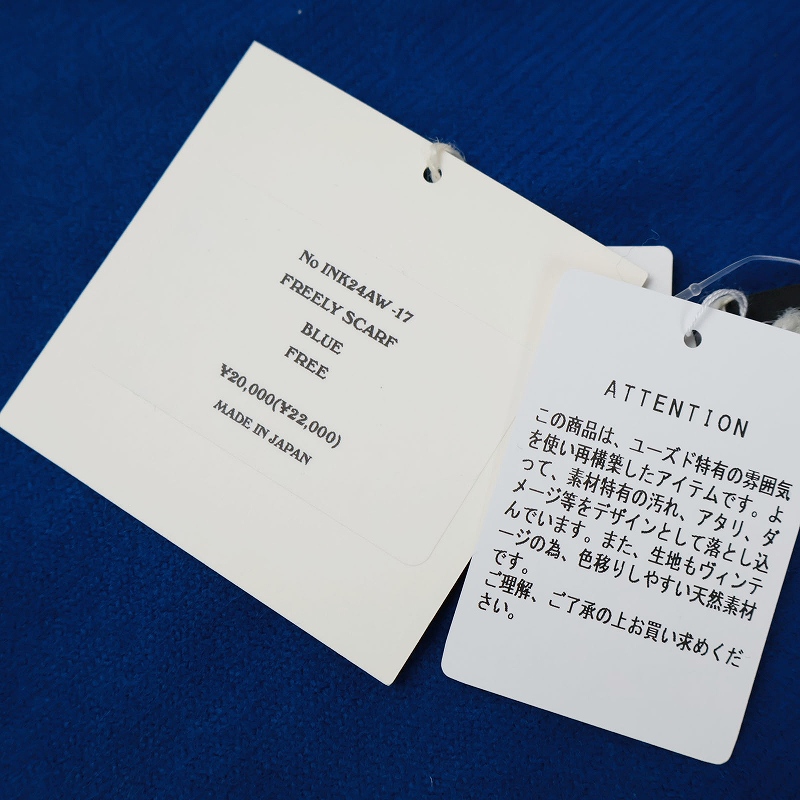 No INK24AW-17
FREELY SCARF
BLUE
FREE
¥20,000(¥22,000)
MADE IN JAPAN
ATTENTION
この商品は、ユーズド特有の雰囲気
を使い再構築したアイテムです。よ
って、素材特有の汚れ、アタリ、ダ
メージ等をデザインとして落とし込
んでいます。また、生地もヴィンテ
ージの為、色移りしやすい天然素材
です。
ご理解、ご了承の上お買い求めくだ
さい。